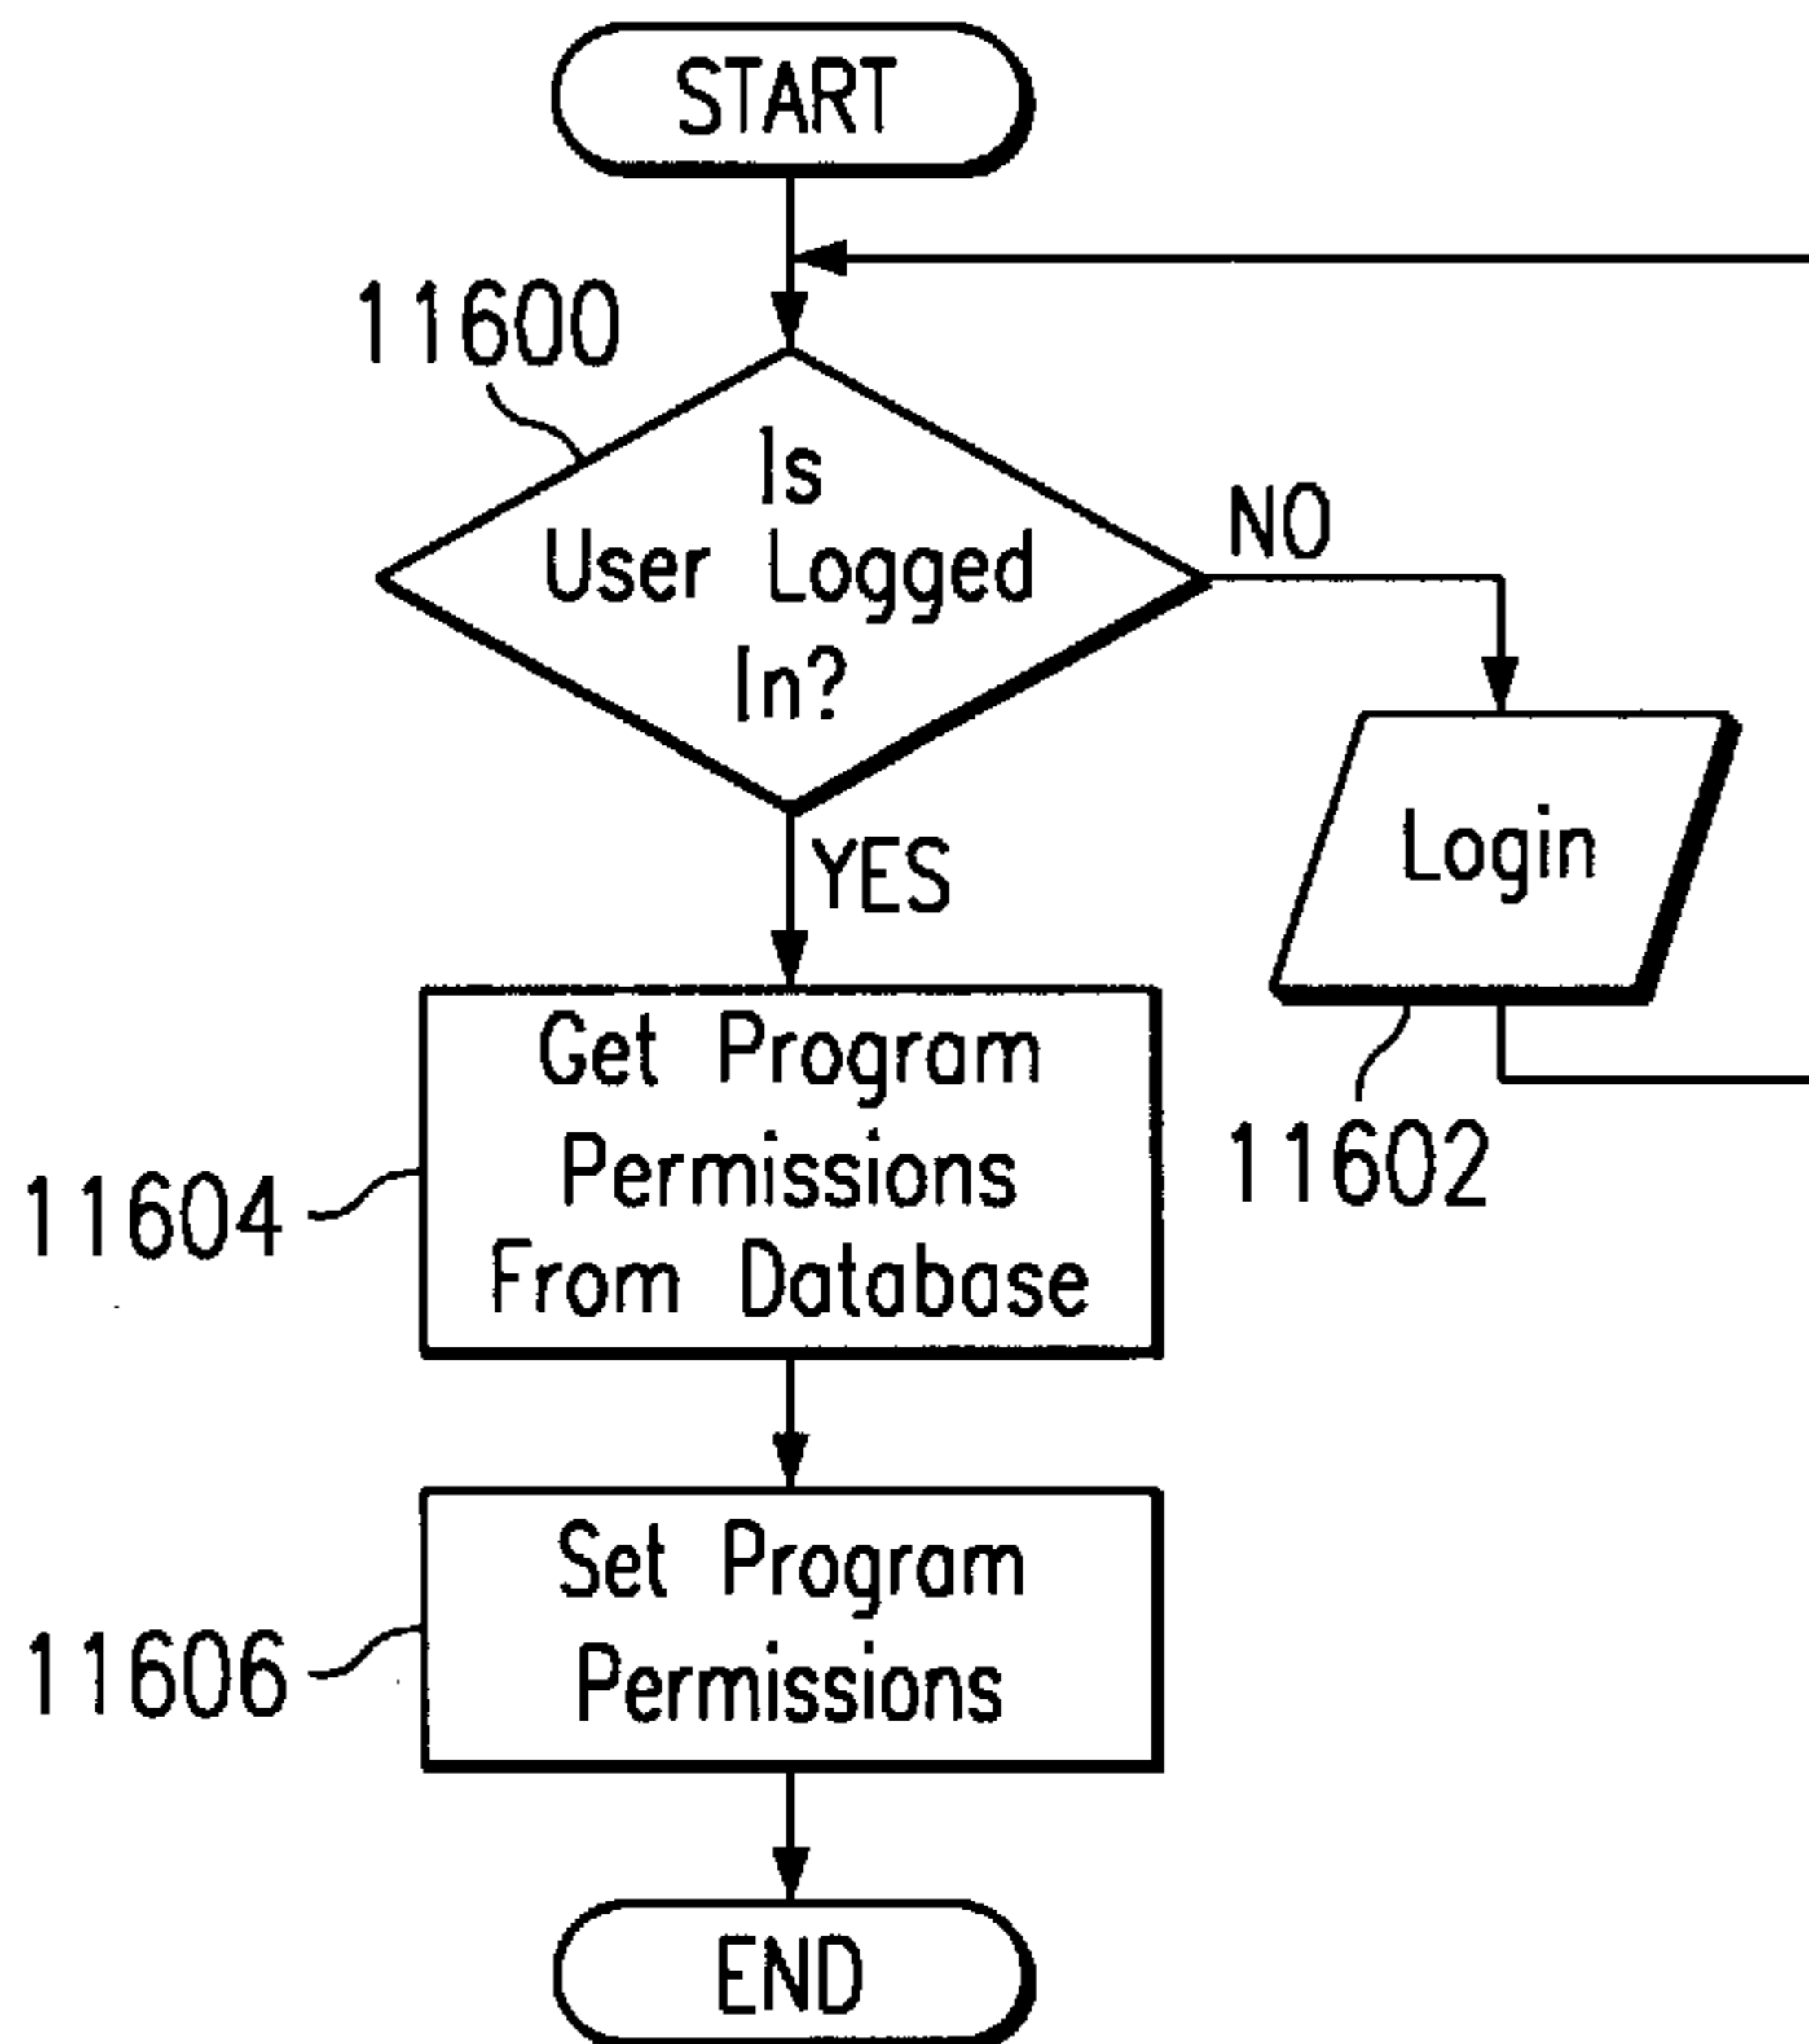 START
11600
Is
User Logged
In?
NO
YES
Login
11602
Get Program
Permissions
From Database
11604
Set Program
Permissions
11606
END